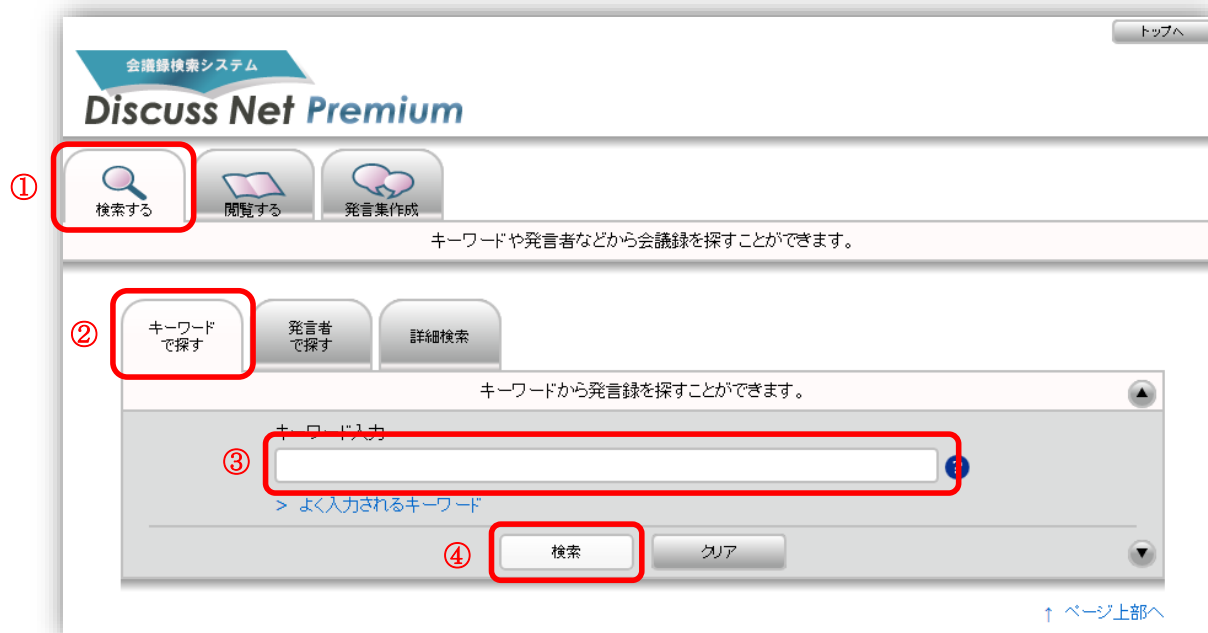 トップへ
会議録検索システム
Discuss Net Premium
①
検索する
閲覧する
発言集作成
キーワードや発言者などから会議録を探すことができます。
②
キーワード
で探す
発言者
で探す
詳細検索
キーワードから発言録を探すことができます。
▲
キーワード入力
③
?
> よく入力されるキーワード
④
検索
クリア
▼
↑ ページ上部へ